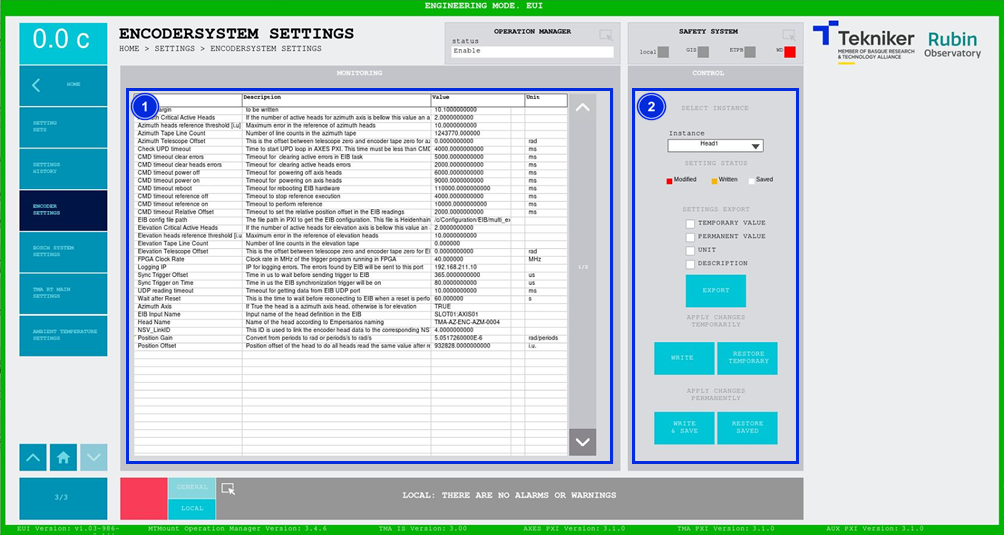 ENGINEERING MODE. EUI
0.0 c
ENCODERSYSTEM SETTINGS
HOME > SETTINGS > ENCODERSYSTEM SETTINGS
OPERATION MANAGER
status
Enable
SAFETY SYSTEM
local GIS ETPB WD
Tekniker
MEMBER OF BASQUE RESEARCH
& TECHNOLOGY ALLIANCE
Rubin
Observatory
HOME
SETTING
SETS
SETTINGS
HISTORY
ENCODER
SETTINGS
BOSCH SYSTEM
SETTINGS
TMA RT MAIN
SETTINGS
AMBIENT TEMPERATURE
SETTINGS
3/3
MONITORING
1
Description Value Unit
to be written 10.1000000000
Critical Active Heads If the number of active heads for azimuth axis is bellow this value an a 2.0000000000
Azimuth heads reference threshold [i.u] Maximum error in the reference of azimuth heads 10.0000000000
Azimuth Tape Line Count Number of line counts in the azimuth tape 1243770.000000
Azimuth Telescope Offset This is the offset between telescope zero and encoder tape zero for az 0.0000000000 rad
Check UPD timeout Time to start UPD loop in AXES PXI. This time must be less than CMD 4000.0000000000 ms
CMD timeout clear errors Timeout for clearing active errors in EIB task 5000.0000000000 ms
CMD timeout clear heads errors Timeout for clearing active heads errors 2000.0000000000 ms
CMD timeout power off Timeout for powering off axis heads 6000.0000000000 ms
CMD timeout power on Timeout for powering on axis heads 9000.0000000000 ms
CMD timeout reboot Timeout for rebooting EIB hardware 110000.0000000000 ms
CMD timeout reference off Timeout to stop reference execution 4000.0000000000 ms
CMD timeout reference on Timeout to perform reference 10000.0000000000 ms
CMD timeout Relative Offset Timeout to set the relative position offset in the EIB readings 2000.0000000000 ms
EIB config file path The file path in PXI to get the EIB configuration. This file is Heidenhain /c/Configuration/EIB/multi_ex
Elevation Critical Active Heads If the number of active heads for elevation axis is bellow this value an 2.0000000000
Elevation heads reference threshold [i.u Maximum error in the reference of elevation heads 10.0000000000
Elevation Tape Line Count Number of line counts in the elevation tape 0.000000
Elevation Telescope Offset This is the offset between telescope zero and encoder tape zero for El 0.0000000000 rad
FPGA Clock Rate Clock rate in MHz of the trigger program running in FPGA 40.000000 MHz
Logging IP IP for logging errors. The errors found by EIB will be sent to this port 192.168.211.10
Sync Trigger Offset Time in us to wait before sending trigger to EIB 365.0000000000 us
Sync Trigger on Time Time in us the EIB synchronization trigger will be on 80.0000000000 us
UDP reading timeout Timeout for getting data from EIB UDP port 10.0000000000 ms
Wait after Reset This is the time to wait before reconecting to EIB when a reset is perfo 60.000000 s
Azimuth Axis If True the head is a azimuth axis head, otherwise is for elevation TRUE
EIB Input Name Input name of the head definition in the EIB SLOT01:AXIS01
Head Name Name of the head according to Empersarios naming TMA-AZ-ENC-AZM-0004
NSV_LinkID This ID is used to link the encoder head data to the corresponding NS 4.0000000000
Position Gain Convert from periods to rad or periods/s to rad/s 5.0517260000E-6 rad/periods
Position Offset Position offset of the head to do all heads read the same value after re 932828.0000000000 i.u.
CONTROL
2
SELECT INSTANCE
Instance
Head1
SETTING STATUS
Modified Written Saved
SETTINGS EXPORT
TEMPORARY VALUE
PERMANENT VALUE
UNIT
DESCRIPTION
EXPORT
APPLY CHANGES
TEMPORARILY
WRITE
RESTORE
TEMPORARY
APPLY CHANGES
PERMANENTLY
WRITE
& SAVE
RESTORE
SAVED
3/3
GENERAL
LOCAL
LOCAL: THERE ARE NO ALARMS OR WARNINGS
EUI Version: v1.03-986- MTMount Operation Manager Version: 3.4.6 TMA IS Version: 3.00 AXES PXI Version: 3.1.0 TMA PXI Version: 3.1.0 AUX PXI Version: 3.1.0